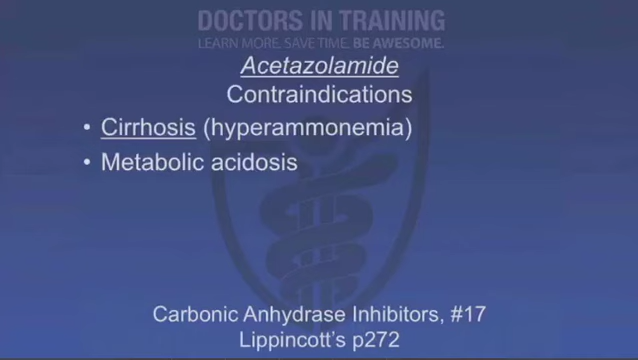 DOCTORS IN TRAINING
LEARN MORE. SAVE TIME. BE AWESOME.
Acetazolamide
Contraindications
• Cirrhosis (hyperammonemia)
• Metabolic acidosis
Carbonic Anhydrase Inhibitors, #17
Lippincott's p272